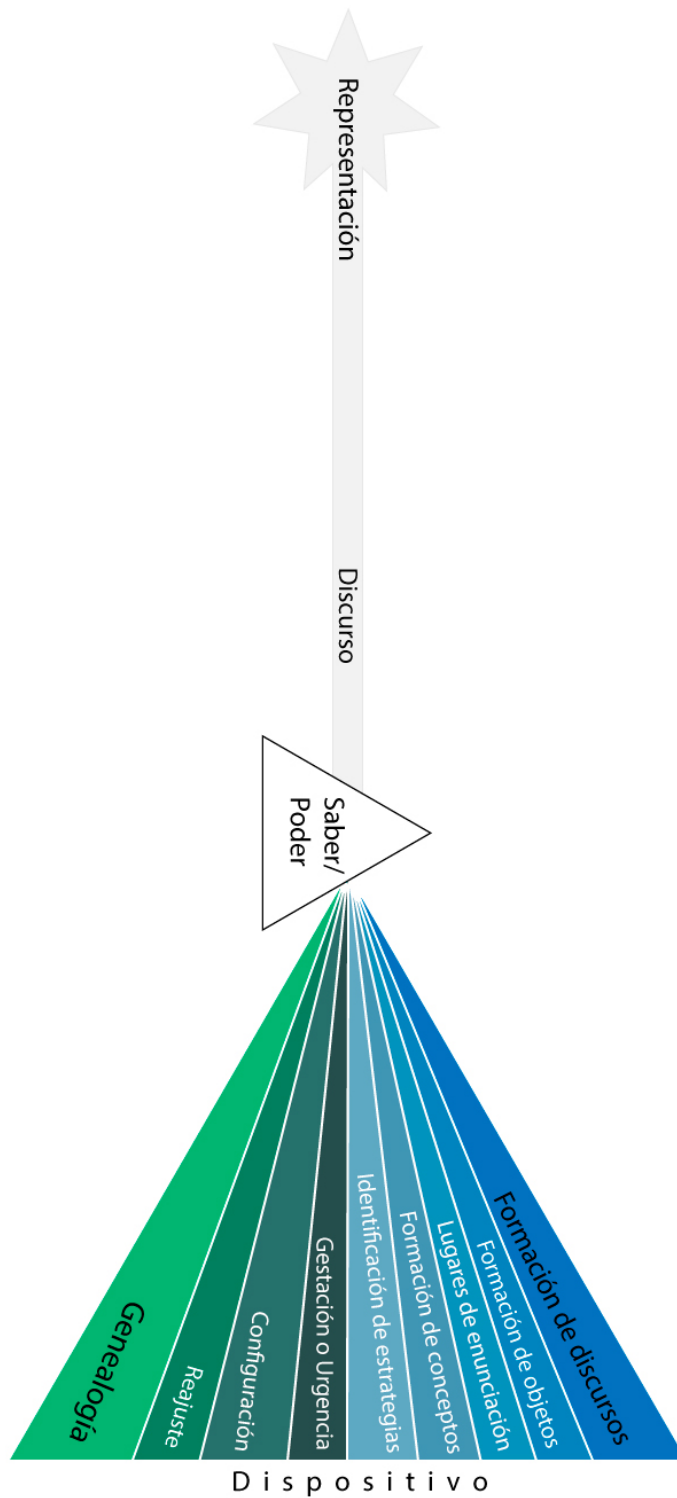 Representación
Discurso
Saber/
Poder
Genealogía
Reajuste
Configuración
Gestación o Urgencia
Identificación de estrategias
Formación de conceptos
Lugares de enunciación
Formación de objetos
Formación de discursos
Dispositivo